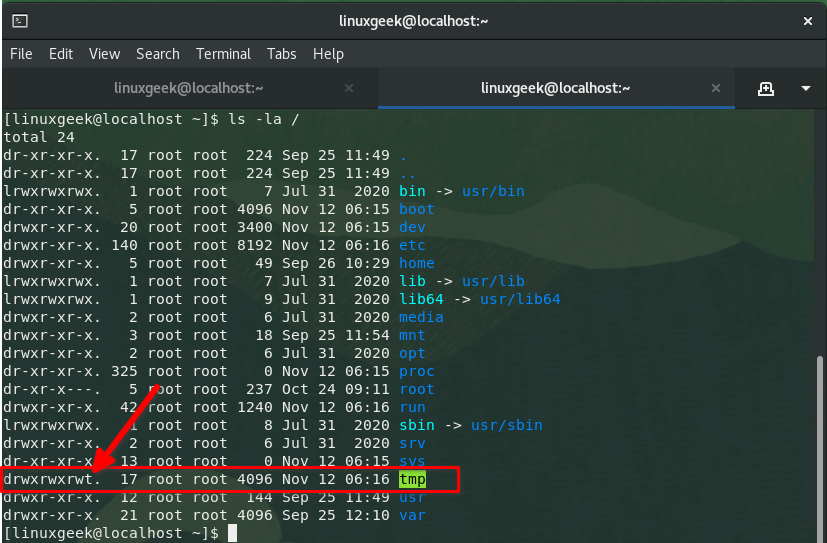 linuxgeek@localhost:~
File Edit View Search Terminal Tabs Help
linuxgeek@localhost:~ linuxgeek@localhost:~
[linuxgeek@localhost ~]$ ls -la /
total 24
dr-xr-xr-x.  17 root root  224 Sep 25 11:49 .
dr-xr-xr-x.  17 root root  224 Sep 25 11:49 ..
lrwxrwxrwx.   1 root root    7 Jul 31  2020 bin -> usr/bin
dr-xr-xr-x.   5 root root 4096 Nov 12 06:15 boot
drwxr-xr-x.  20 root root 3400 Nov 12 06:15 dev
drwxr-xr-x. 140 root root 8192 Nov 12 06:16 etc
drwxr-xr-x.   5 root root   49 Sep 26 10:29 home
lrwxrwxrwx.   1 root root    7 Jul 31  2020 lib -> usr/lib
lrwxrwxrwx.   1 root root    9 Jul 31  2020 lib64 -> usr/lib64
drwxr-xr-x.   2 root root    6 Jul 31  2020 media
drwxr-xr-x.   3 root root   18 Sep 25 11:54 mnt
drwxr-xr-x.   2 root root    6 Jul 31  2020 opt
dr-xr-xr-x. 325 root root    0 Nov 12 06:15 proc
dr-xr-x---.   5 root root  237 Oct 24 09:11 root
drwxr-xr-x.  42 root root 1240 Nov 12 06:16 run
lrwxrwxrwx.   1 root root    8 Jul 31  2020 sbin -> usr/sbin
drwxr-xr-x.   2 root root    6 Jul 31  2020 srv
dr-xr-xr-x.  13 root root    0 Nov 12 06:15 sys
drwxrwxrwt.  17 root root 4096 Nov 12 06:16 tmp
drwxr-xr-x.  12 root root  144 Sep 25 11:49 usr
drwxr-xr-x.  21 root root 4096 Sep 25 12:10 var
[linuxgeek@localhost ~]$